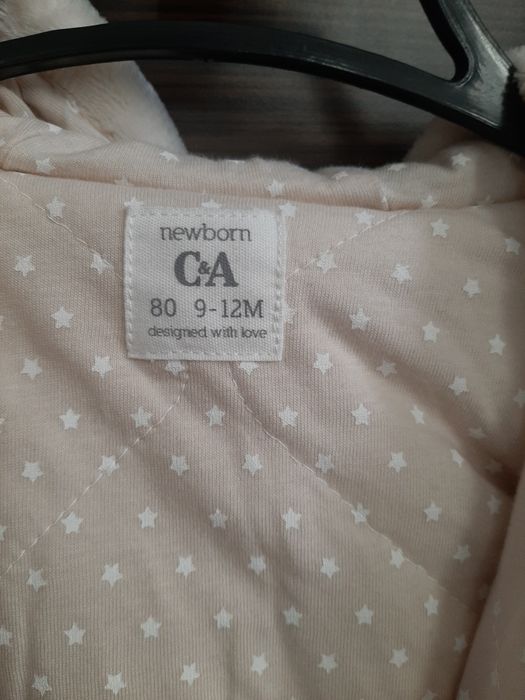 newborn
C&A
80 9-12M
designed with love